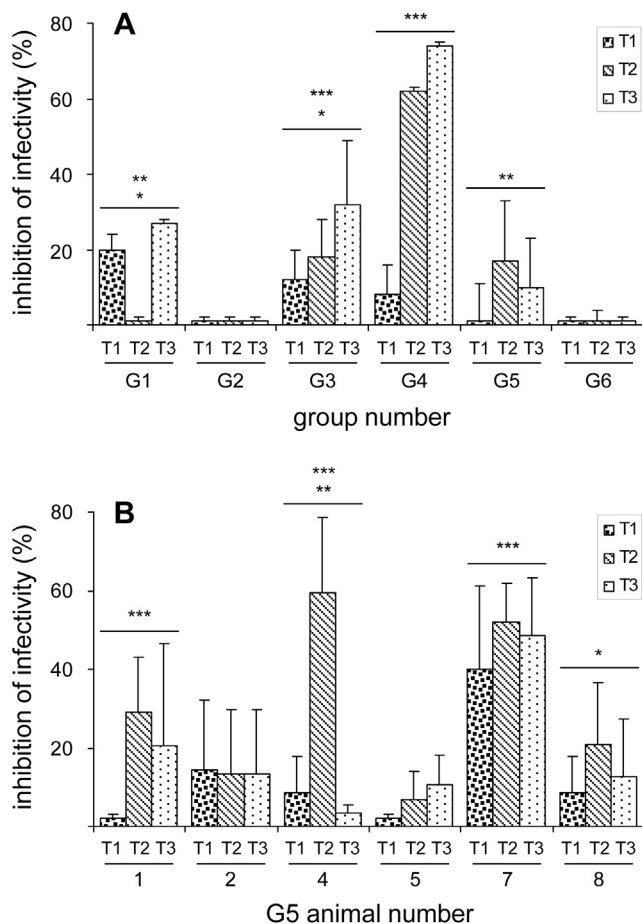 A
inhibition of infectivity (%)
80
60
40
20
**
*
***
*
***
**
T1
T2
T3
T1 T2 T3 T1 T2 T3 T1 T2 T3 T1 T2 T3 T1 T2 T3 T1 T2 T3
G1 G2 G3 G4 G5 G6
group number
B
inhibition of infectivity (%)
80
60
40
20
***
***
**
***
*
T1
T2
T3
T1 T2 T3 T1 T2 T3 T1 T2 T3 T1 T2 T3 T1 T2 T3 T1 T2 T3
1 2 4 5 7 8
G5 animal number